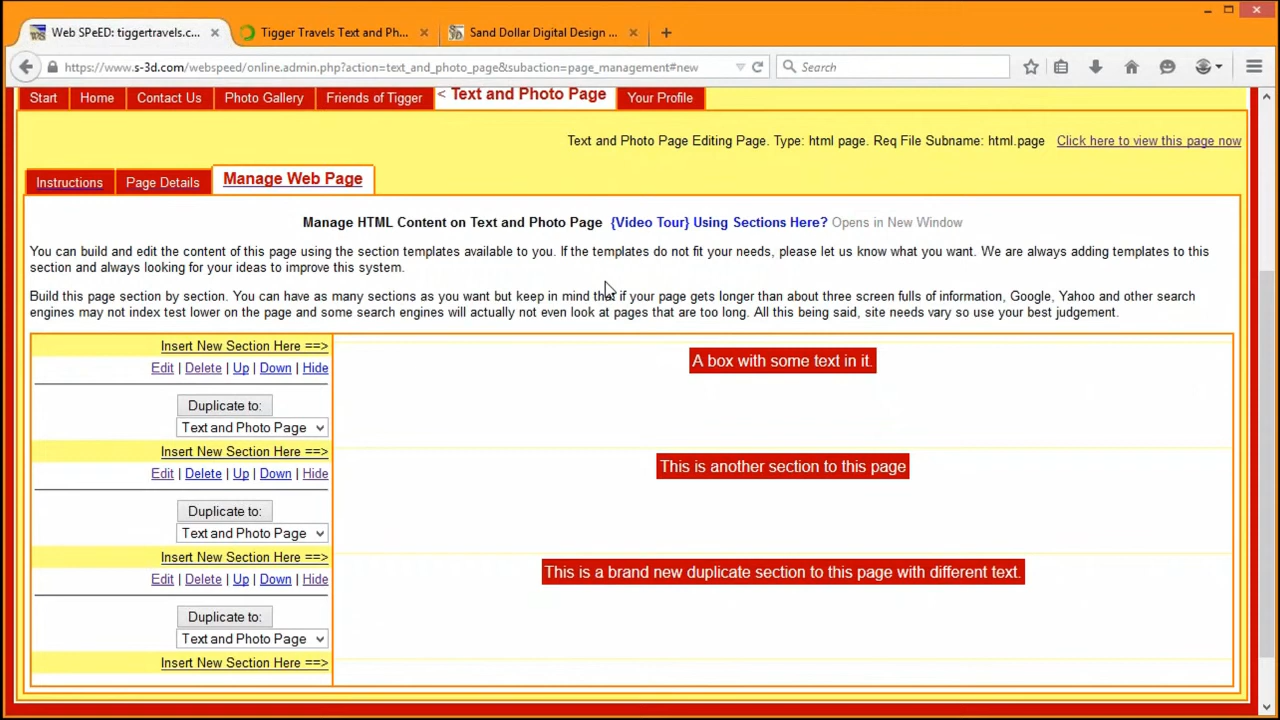 Web SPeED: tiggertravels.c... × Tigger Travels Text and Ph... × Sand Dollar Digital Design ... × +
https://www.s-3d.com/webspeed/online.admin.php?action=text_and_photo_page&subaction=page_management#new Search
Start Home Contact Us Photo Gallery Friends of Tigger < Text and Photo Page Your Profile
Text and Photo Page Editing Page. Type: html page. Req File Subname: html.page Click here to view this page now
Instructions Page Details Manage Web Page
Manage HTML Content on Text and Photo Page {Video Tour} Using Sections Here? Opens in New Window
You can build and edit the content of this page using the section templates available to you. If the templates do not fit your needs, please let us know what you want. We are always adding templates to this
section and always looking for your ideas to improve this system.
Build this page section by section. You can have as many sections as you want but keep in mind that if your page gets longer than about three screen fulls of information, Google, Yahoo and other search
engines may not index test lower on the page and some search engines will actually not even look at pages that are too long. All this being said, site needs vary so use your best judgement.
Insert New Section Here ==>
Edit | Delete | Up | Down | Hide
A box with some text in it.
Duplicate to:
Text and Photo Page
Insert New Section Here ==>
Edit | Delete | Up | Down | Hide
This is another section to this page
Duplicate to:
Text and Photo Page
Insert New Section Here ==>
Edit | Delete | Up | Down | Hide
This is a brand new duplicate section to this page with different text.
Duplicate to:
Text and Photo Page
Insert New Section Here ==>